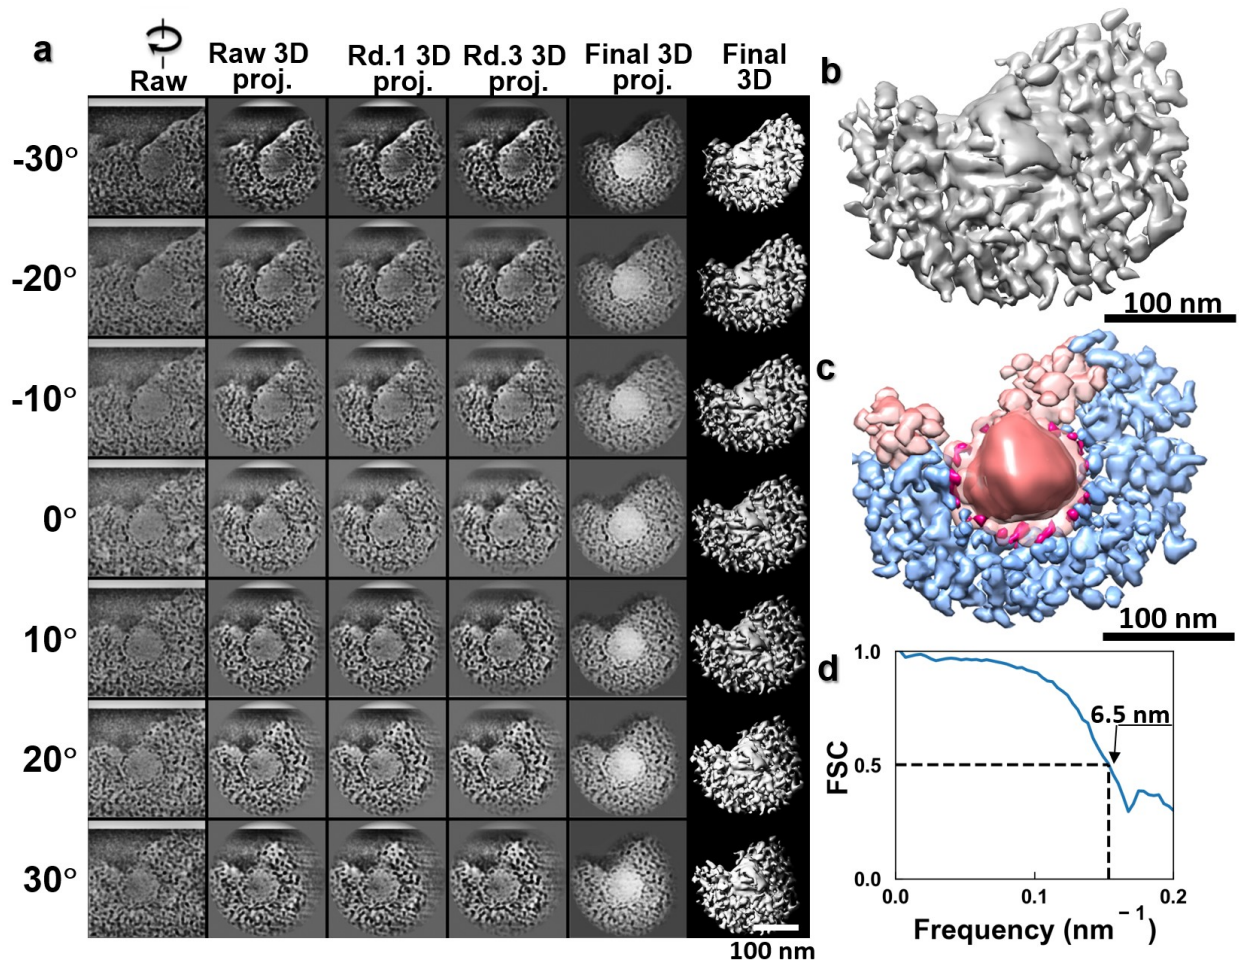 a
Raw
Raw 3D
proj.
Rd.1 3D
proj.
Rd.3 3D
proj.
Final 3D
proj.
Final
3D
-30°
-20°
-10°
0°
10°
20°
30°
100 nm
b
100 nm
c
100 nm
d
1.0
0.5
0.0
FSC
6.5 nm
0.0
0.1
0.2
Frequency (nm⁻¹)